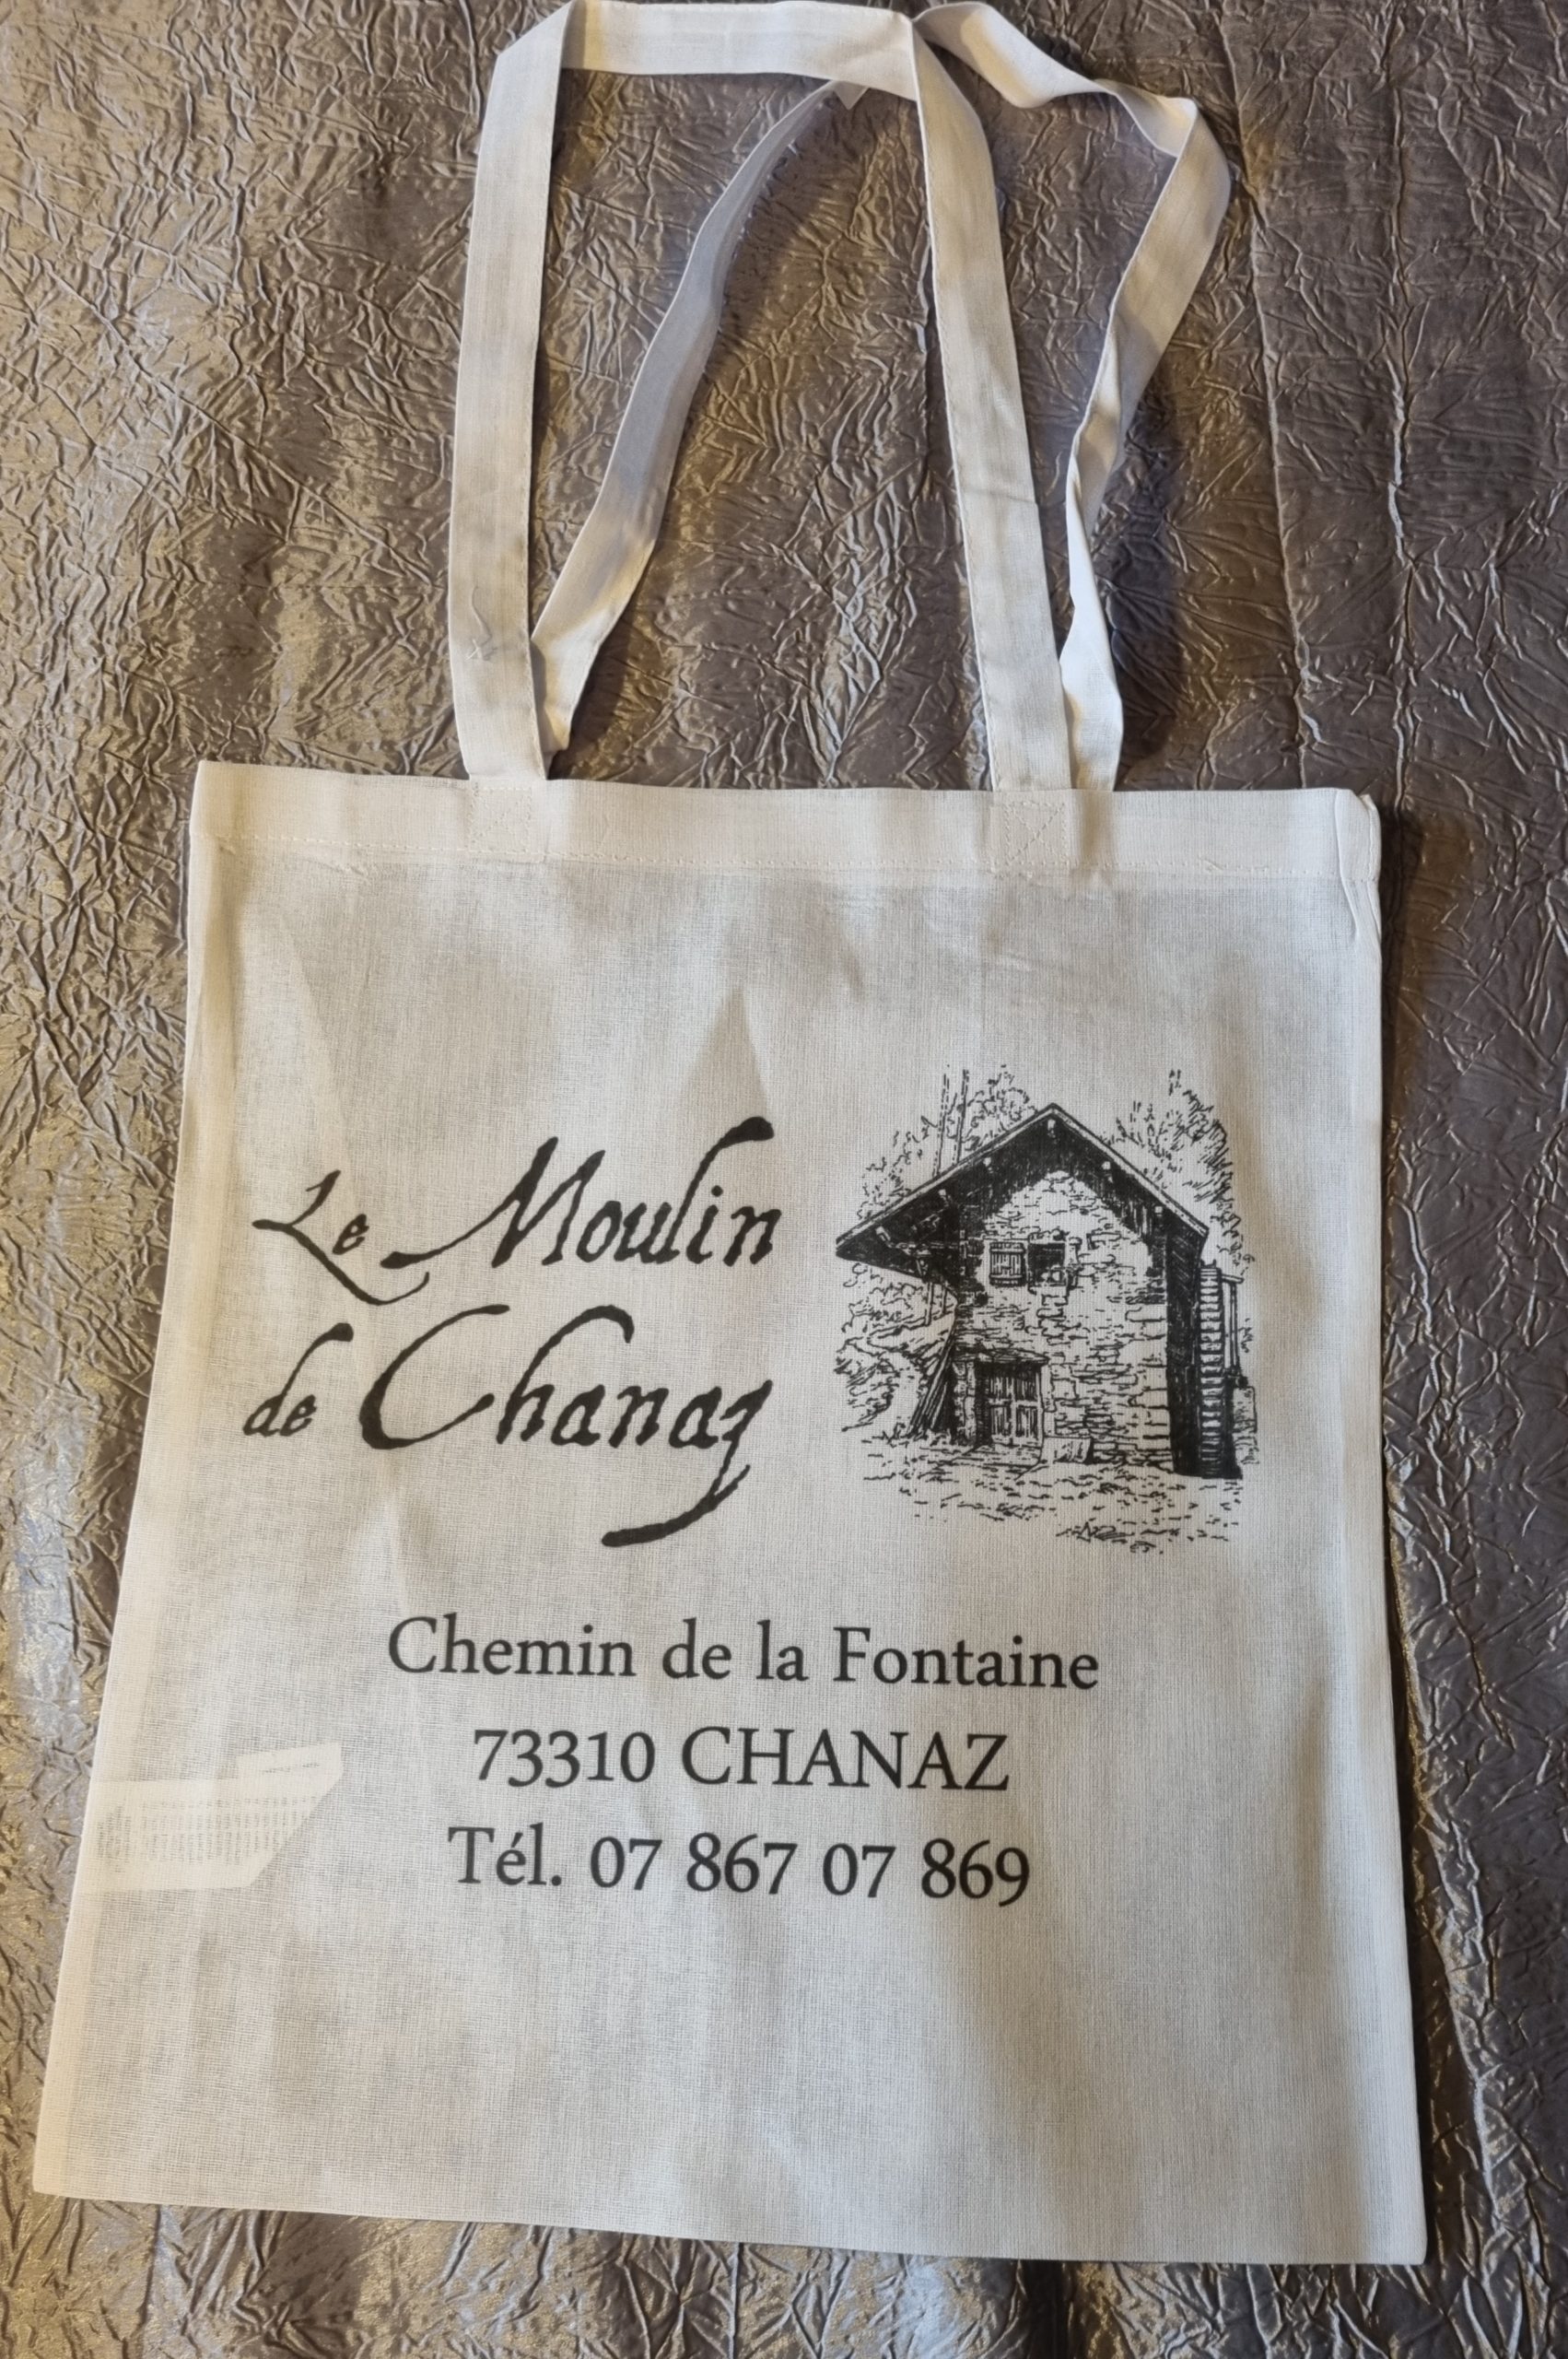 Le Moulin
de Chanaz
Chemin de la Fontaine
73310 CHANAZ
Tél. 07 867 07 869